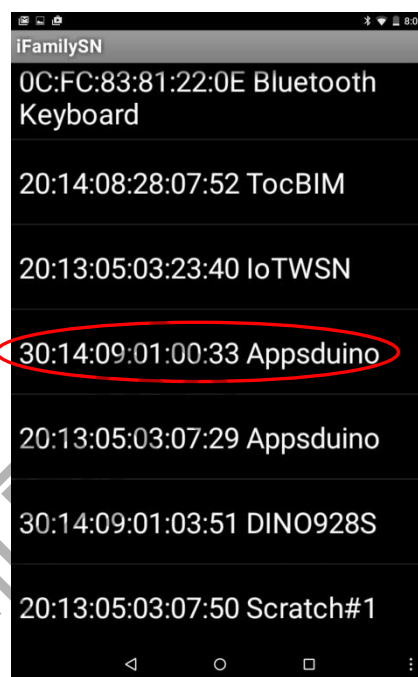 8:0
iFamilySN
0C:FC:83:81:22:0E Bluetooth
Keyboard
20:14:08:28:07:52 TocBIM
20:13:05:03:23:40 IoTWSN
30:14:09:01:00:33 Appsduino
20:13:05:03:07:29 Appsduino
30:14:09:01:03:51 DINO928S
20:13:05:03:07:50 Scratch#1